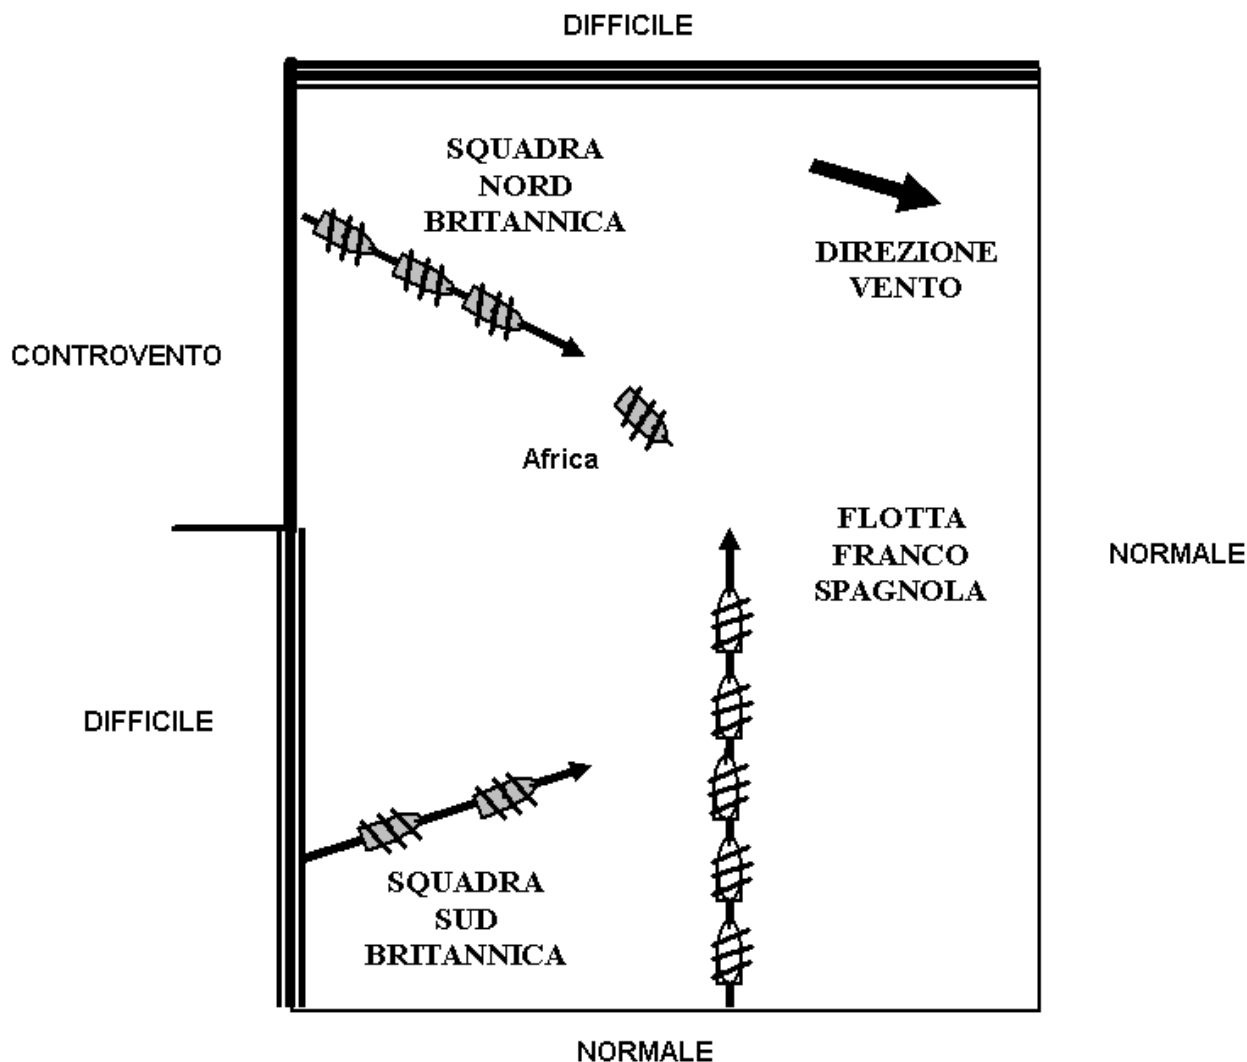 DIFFICILE
SQUADRA
NORD
BRITANNICA
DIREZIONE
VENTO
CONTROVENTO
Africa
FLOTTA
FRANCO
SPAGNOLA
NORMALE
DIFFICILE
SQUADRA
SUD
BRITANNICA
NORMALE